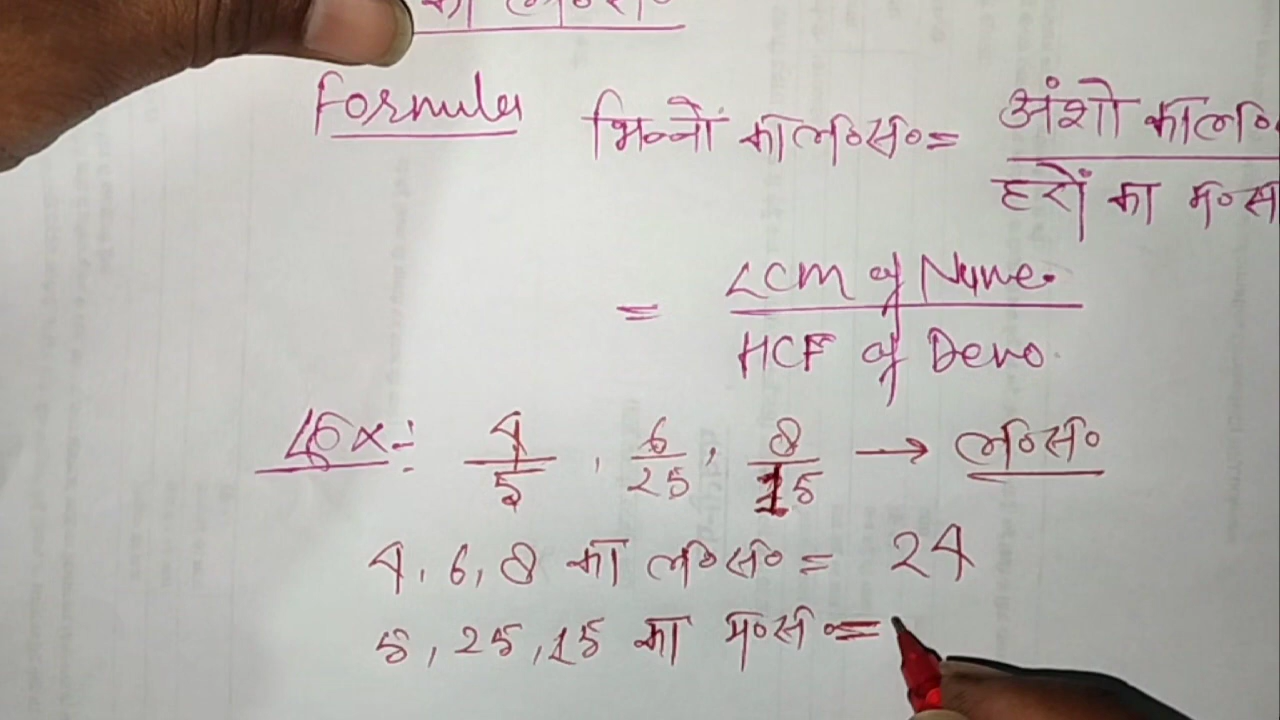 का ल०स०
Formula भिन्नों का ल०स० = अंशो का ल०
हरों का म०स
= LCM of Nume.
HCF of Deno.
Ex:- 4/5 , 6/25 , 8/15 → ल०स०
4, 6, 8 का ल०स० = 24
5, 25, 15 का म०स० =